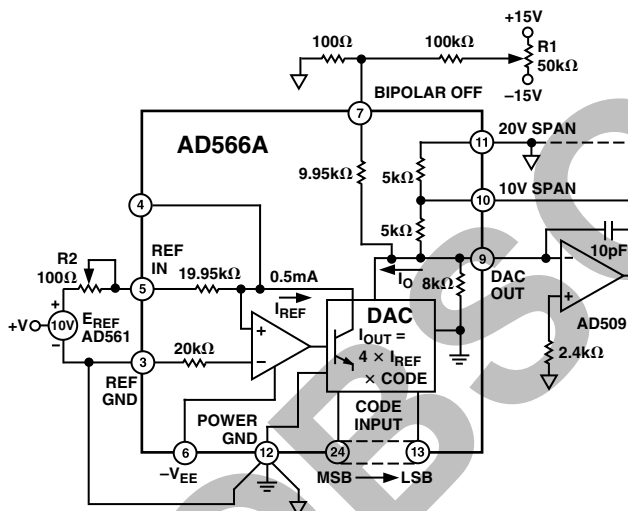 +15V
100Ω
100kΩ
R1
50kΩ
–15V
BIPOLAR OFF
7
AD566A
11
20V SPAN
9.95kΩ
5kΩ
4
10
10V SPAN
5kΩ
R2
100Ω
REF
IN
19.95kΩ
0.5mA
9
10pF
5
IREF
IO
8kΩ
DAC
OUT
+V
10V
EREF
AD561
DAC
IOUT =
4 × IREF
× CODE
AD509
3
20kΩ
2.4kΩ
REF
GND
POWER
GND
CODE
INPUT
6
12
24
13
–VEE
MSB
LSB
OBSO